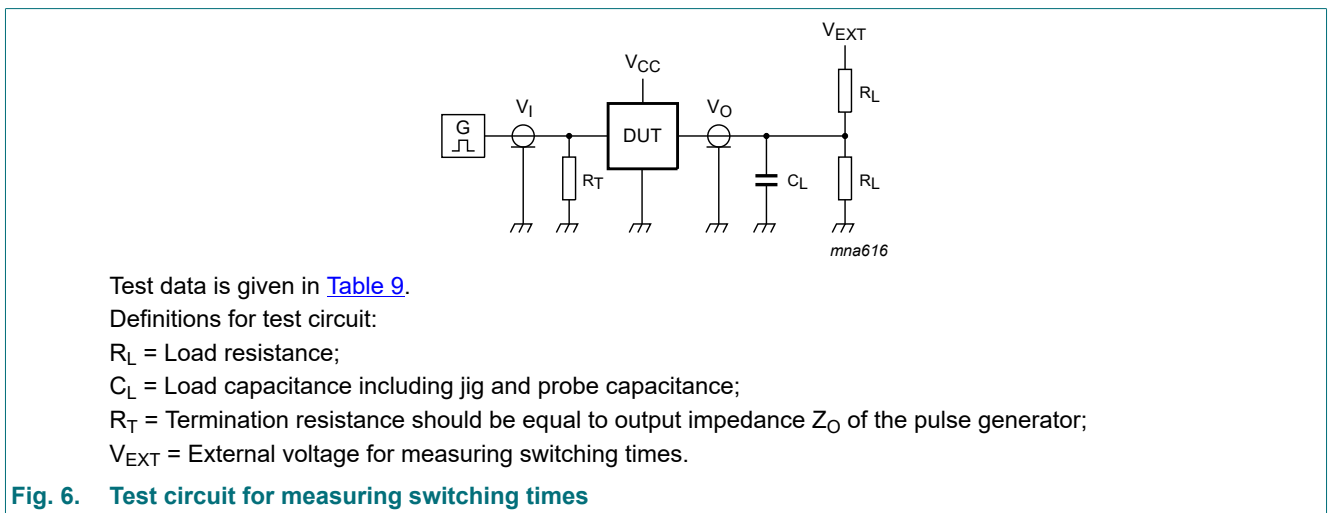 VEXT
VCC
RL
VI
VO
G
DUT
RT
CL
RL
mna616
Test data is given in Table 9.
Definitions for test circuit:
RL = Load resistance;
CL = Load capacitance including jig and probe capacitance;
RT = Termination resistance should be equal to output impedance ZO of the pulse generator;
VEXT = External voltage for measuring switching times.
Fig. 6. Test circuit for measuring switching times